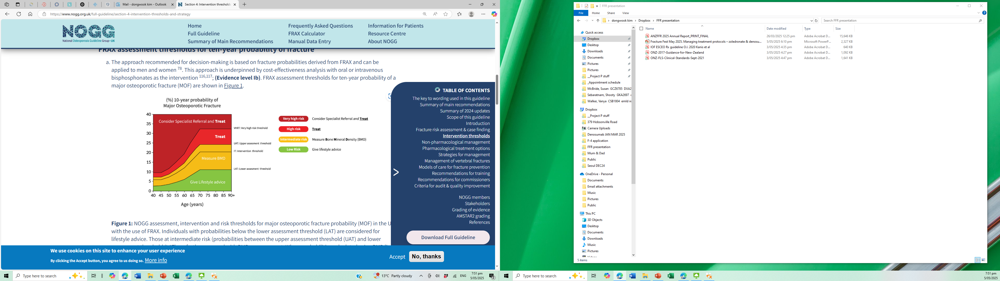 Mail - dongwook kim - Outlook
Section 4: Intervention thresholds
https://www.nogg.org.uk/full-guideline/section-4-intervention-thresholds-and-strategy
NOGG
National Osteoporosis Guideline Group • UK
Home
Full Guideline
Summary of Main Recommendations
Frequently Asked Questions
FRAX Calculator
Manual Data Entry
Information for Patients
Resource Centre
About NOGG
FRAX assessment thresholds for ten-year probability of fracture
a. The approach recommended for decision-making is based on fracture probabilities derived from FRAX and can be
applied to men and women 78. This approach is underpinned by cost-effectiveness analysis with oral or intravenous
bisphosphonates as the intervention 116,117; (Evidence level Ib). FRAX assessment thresholds for ten-year probability of a
major osteoporotic fracture (MOF) are shown in Figure 1.
(%) 10-year probability of
Major Osteoporotic Fracture
40
35
30
25
20
15
10
5
0
Consider Specialist Referral and Treat
Treat
Measure BMD
Give Lifestyle advice
VHRT: Very high risk threshold
UAT: Upper assesment threshold
IT: Intervention threshold
LAT: Lower assesment threshold
40 45 50 55 60 65 70 75 80 85 90+
Age (years)
Very high risk Consider Specialist Referral and Treat
High risk Treat
Intermediate risk Measure Bone Mineral Density (BMD)
Low Risk Give lifestyle advice
Figure 1: NOGG assessment, intervention and risk thresholds for major osteoporotic fracture probability (MOF) in the U
with the use of FRAX. Individuals with probabilities below the lower assessment threshold (LAT) are considered for
lifestyle advice. Those at intermediate risk (probabilities between the upper assessment threshold (UAT) and lower
TABLE OF CONTENTS
The key to wording used in this guideline
Summary of main recommendations
Summary of 2024 updates
Scope of this guideline
Introduction
Fracture risk assessment & case finding
Intervention thresholds
Non-pharmacological management
Pharmacological treatment options
Strategies for management
Management of vertebral fractures
Models of care for fracture prevention
Recommendations for training
Recommendations for commissioners
Criteria for audit & quality improvement
NOGG members
Stakeholders
Grading of evidence
AMSTAR2 grading
References
Download Full Guideline
We use cookies on this site to enhance your user experience
By clicking the Accept button, you agree to us doing so. More info
Accept
No, thanks
Type here to search
13°C Partly cloudy
ENG
7:51 pm
5/05/2025
2
FFR presentation
File Home Share View
dongwook kim > Dropbox > FFR presentation
Search FFR presentation
Name Date modified Type Size
ANZFFR 2025 Annual Report_PRINT_FINAL 26/03/2025 12:25 pm Adobe Acrobat D... 15,646 KB
Fracture Fest May 2025. Managing treatment protocols – zoledronate & denosu... 5/05/2025 6:10 pm Microsoft PowerP... 2,327 KB
IOF ESCEO Rx guideline O.I. 2020 Kanis et al 3/05/2025 4:35 pm Adobe Acrobat D... 640 KB
ONZ-2017-Guidance-for-New-Zealand 3/05/2025 4:27 pm Adobe Acrobat D... 1,092 KB
ONZ-FLS-Clinical-Standards-Sept-2021 3/05/2025 4:47 pm Adobe Acrobat D... 1,641 KB
Quick access
Dropbox
Desktop
Downloads
Documents
Pictures
Pictures
__Project P stuff
_Appointment schedule
McBride, Susan GCZ6785 DXA2
Sebaratnam, Shooty GKA2697
Walker, Vanya CSB1804 emld re
Dropbox
__Project P stuff
379 Hobsonville Road
Camera Uploads
Denosumab JAN MAR 2025
F-4 application
FFR presentation
Mum & Dad
Public
Seoul DEC24
OneDrive - Personal
Documents
Email attachments
Music
Pictures
Public
This PC
3D Objects
Desktop
Documents
Downloads
Music
Pictures
5 items
Type here to search
7:51 pm
5/05/2025